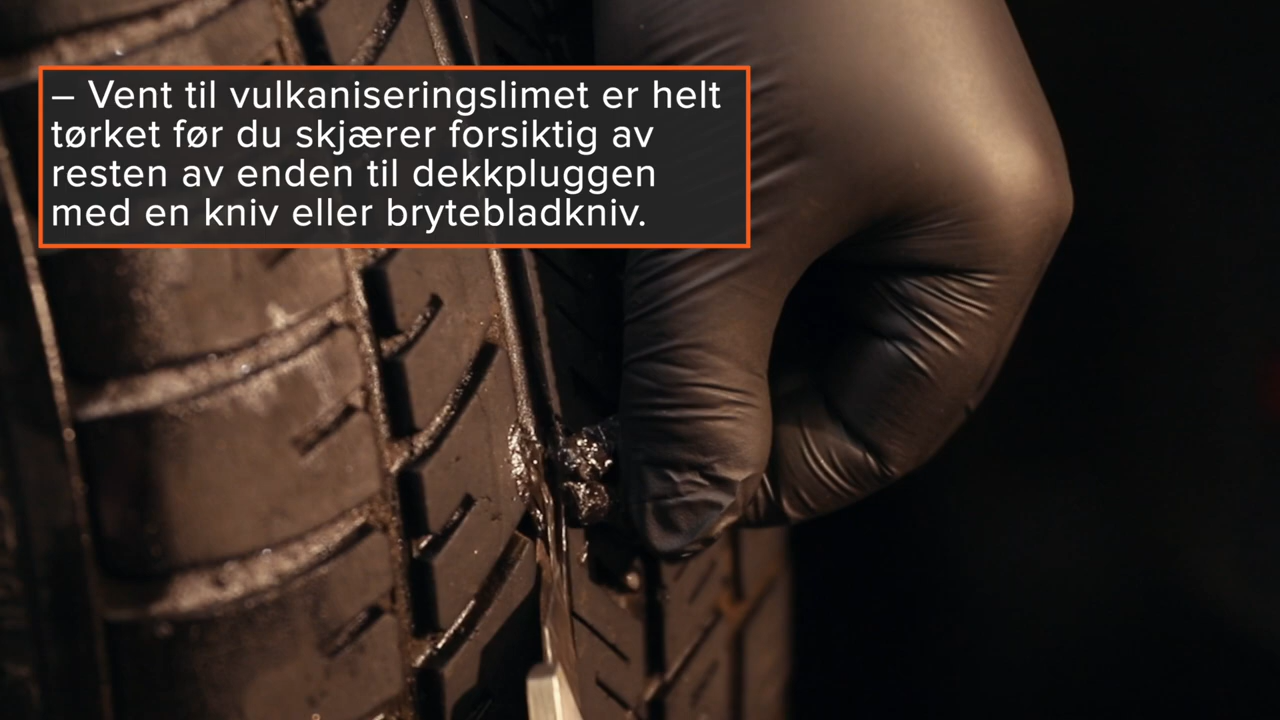 – Vent til vulkaniseringslimet er helt
tørket før du skjærer forsiktig av
resten av enden til dekkpluggen
med en kniv eller brytebladkniv.